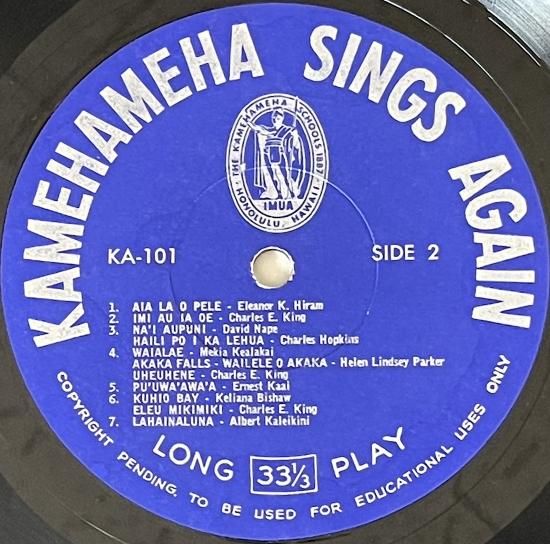 KAMEHAMEHA SINGS AGAIN
THE KAMEHAMEHA SCHOOLS 1887
IMUA
HONOLULU, HAWAII
KA-101
SIDE 2
1. AIA LA O PELE - Eleanor K. Hiram
2. IMI AU IA OE - Charles E. King
3. NA'I AUPUNI - David Nape
HAILI PO I KA LEHUA - Charles Hopkins
4. WAIALAE - Mekia Kealakai
AKAKA FALLS - WAILELE O AKAKA - Helen Lindsey Parker
UHEUHENE - Charles E. King
5. PU'UWA'AWA'A - Ernest Kaai
6. KUHIO BAY - Keliana Bishaw
ELEU MIKIMIKI - Charles E. King
7. LAHAINALUNA - Albert Kaleikini
LONG 33⅓ PLAY
COPYRIGHT PENDING, TO BE USED FOR EDUCATIONAL USES ONLY